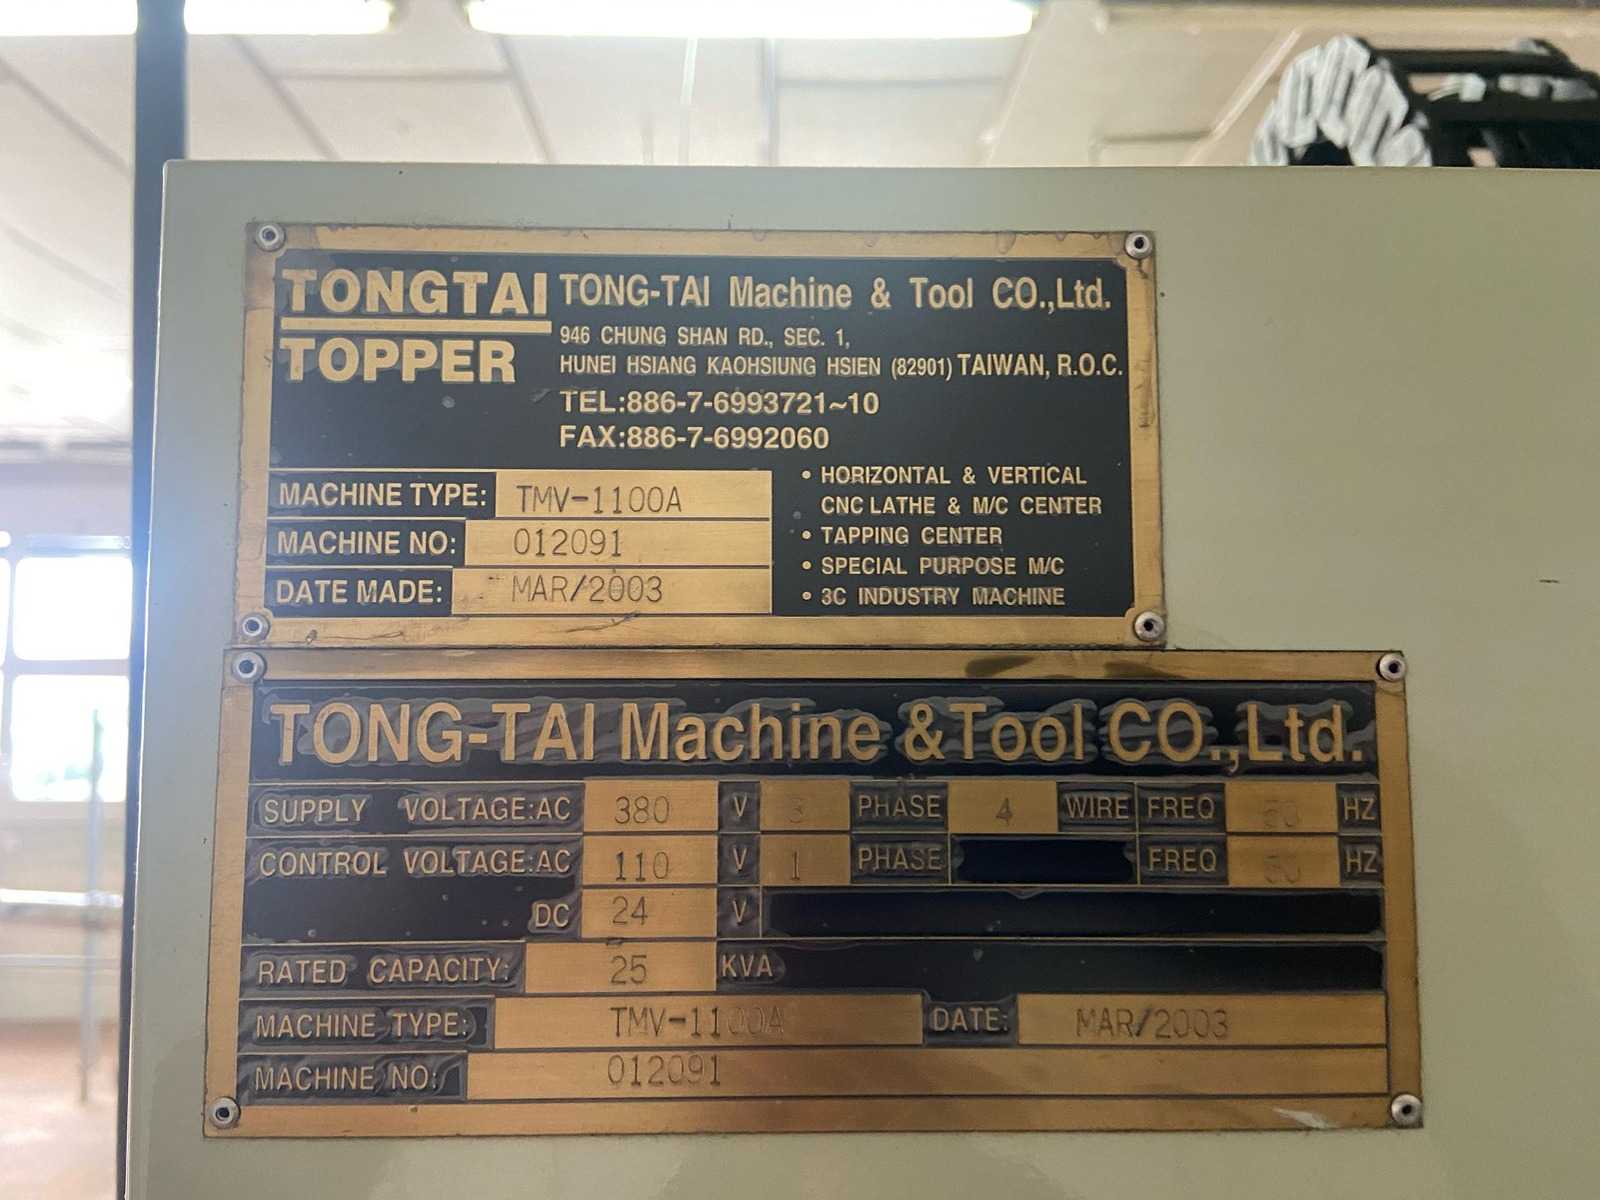 TONGTAI
TOPPER
TONG-TAI Machine & Tool CO.,Ltd.
946 CHUNG SHAN RD., SEC. 1,
HUNEI HSIANG KAOHSIUNG HSIEN (82901) TAIWAN, R.O.C.
TEL:886-7-6993721~10
FAX:886-7-6992060
MACHINE TYPE: TMV-1100A
MACHINE NO: 012091
DATE MADE: MAR/2003
• HORIZONTAL & VERTICAL
CNC LATHE & M/C CENTER
• TAPPING CENTER
• SPECIAL PURPOSE M/C
• 3C INDUSTRY MACHINE
TONG-TAI Machine & Tool CO.,Ltd.
SUPPLY VOLTAGE:AC 380 V 3 PHASE 4 WIRE FREQ 50 HZ
CONTROL VOLTAGE:AC 110 V 1 PHASE FREQ 50 HZ
DC 24 V
RATED CAPACITY: 25 KVA
MACHINE TYPE: TMV-1100A DATE: MAR/2003
MACHINE NO: 012091